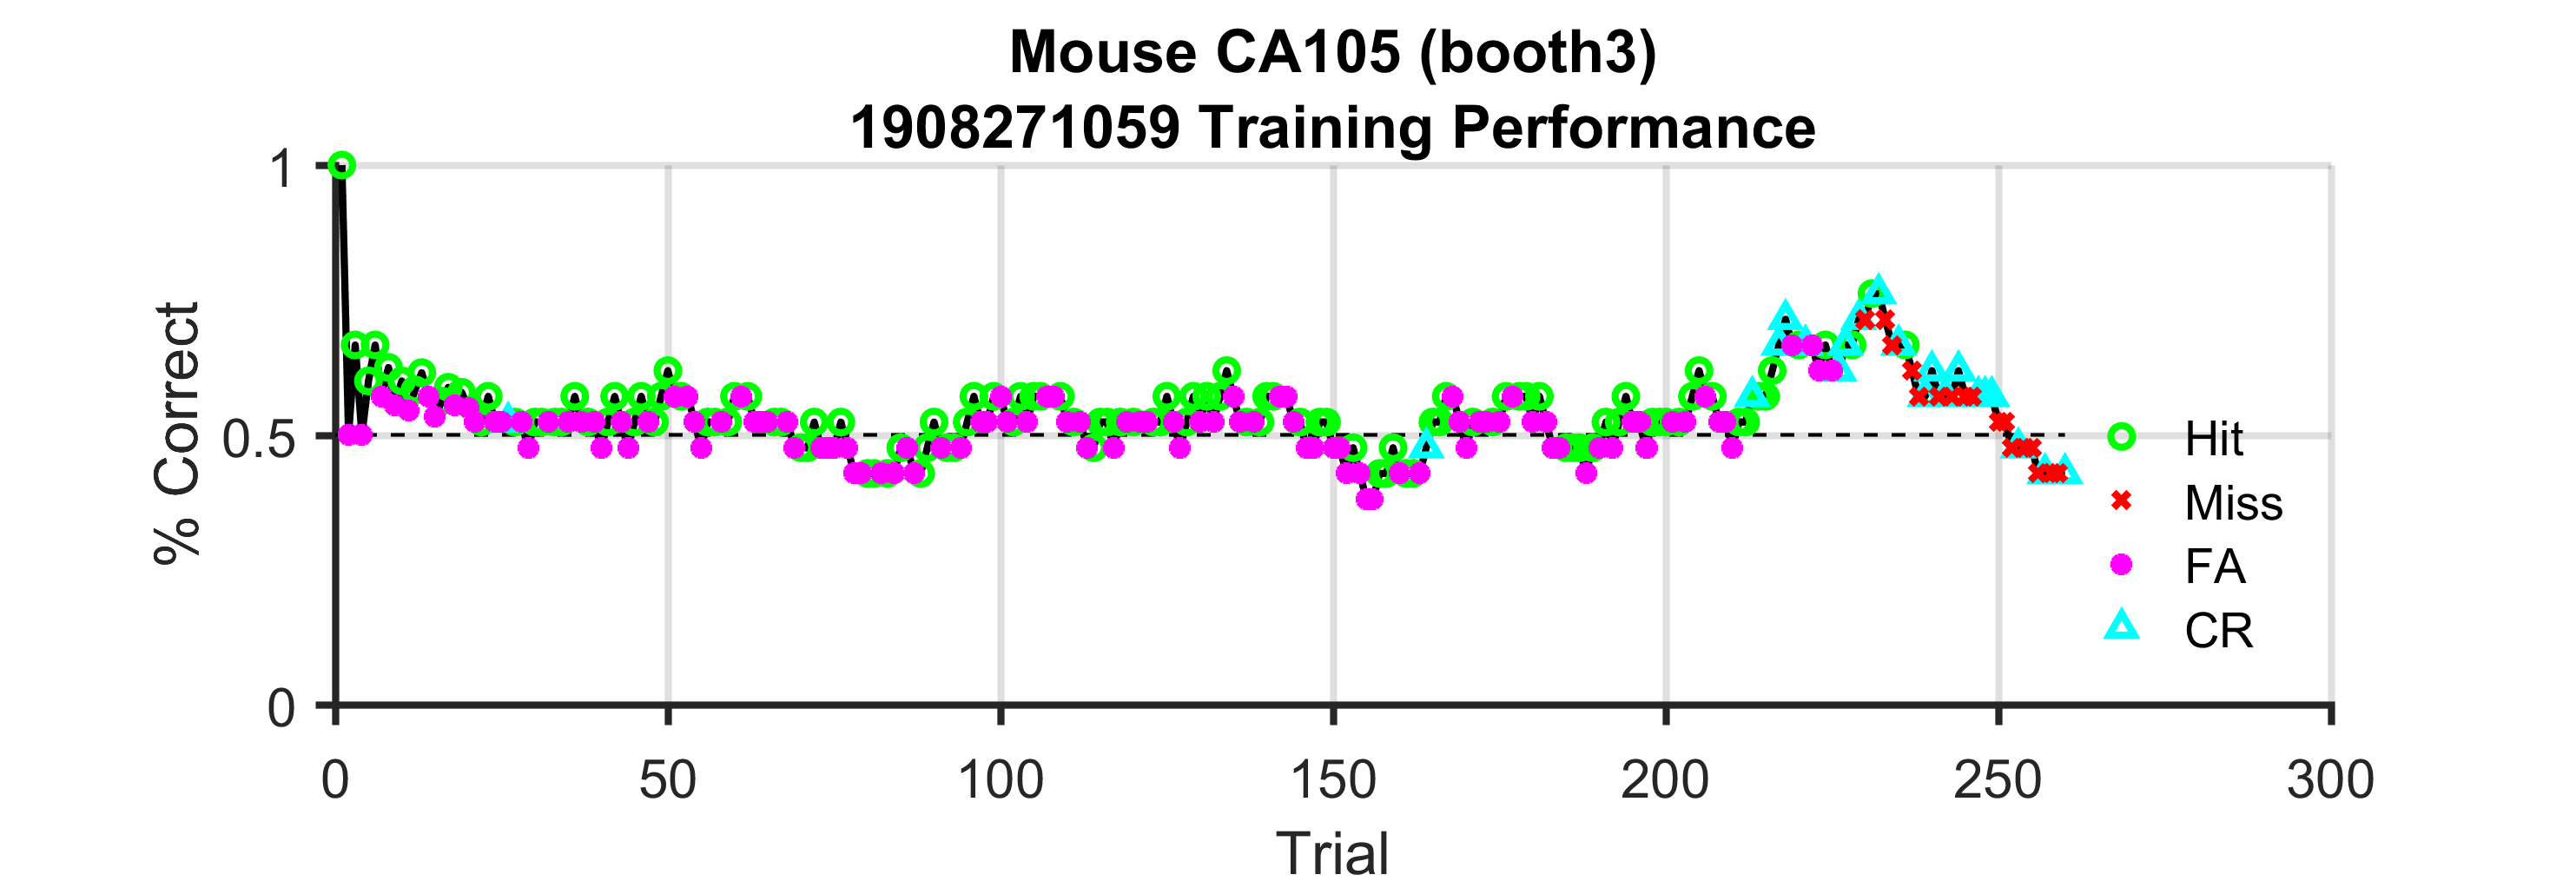 Mouse CA105 (booth3)
1908271059 Training Performance
1
0.5
0
% Correct
0 50 100 150 200 250 300
Trial
Hit
Miss
FA
CR